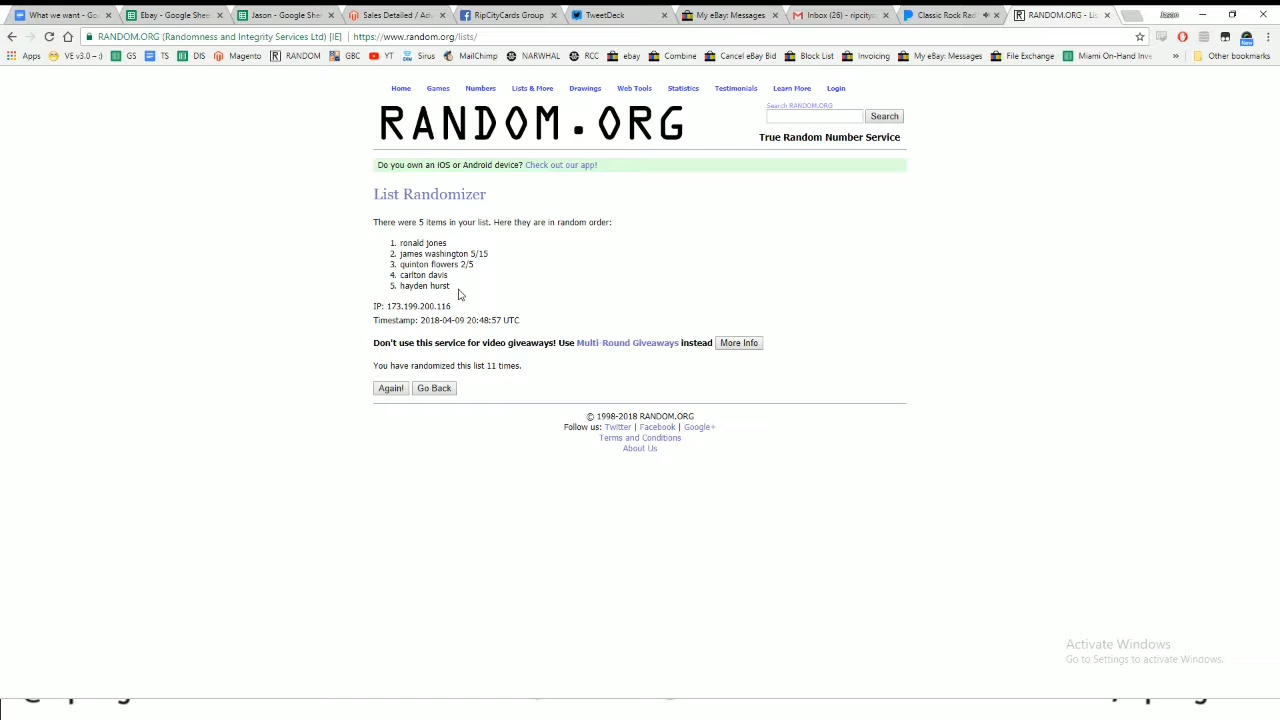 What we want - Go
Ebay - Google Shee
Jason - Google Shee
Sales Detailed / Adv
RipCityCards Group
TweetDeck
My eBay: Messages
Inbox (26) - ripcitys
Classic Rock Rad
RANDOM.ORG - Lis
Jason
RANDOM.ORG (Randomness and Integrity Services Ltd) [IE] https://www.random.org/lists/
Apps VE v3.0 – :) GS TS DIS Magento RANDOM GBC YT Sirus MailChimp NARWHAL RCC ebay Combine Cancel eBay Bid Block List Invoicing My eBay: Messages File Exchange Miami On-Hand Inve » Other bookmarks
Home Games Numbers Lists & More Drawings Web Tools Statistics Testimonials Learn More Login
RANDOM.ORG
Search RANDOM.ORG
Search
True Random Number Service
Do you own an iOS or Android device? Check out our app!
List Randomizer
There were 5 items in your list. Here they are in random order:
1. ronald jones
2. james washington 5/15
3. quinton flowers 2/5
4. carlton davis
5. hayden hurst
IP: 173.199.200.116
Timestamp: 2018-04-09 20:48:57 UTC
Don't use this service for video giveaways! Use Multi-Round Giveaways instead More Info
You have randomized this list 11 times.
Again! Go Back
© 1998-2018 RANDOM.ORG
Follow us: Twitter | Facebook | Google+
Terms and Conditions
About Us
Activate Windows
Go to Settings to activate Windows.